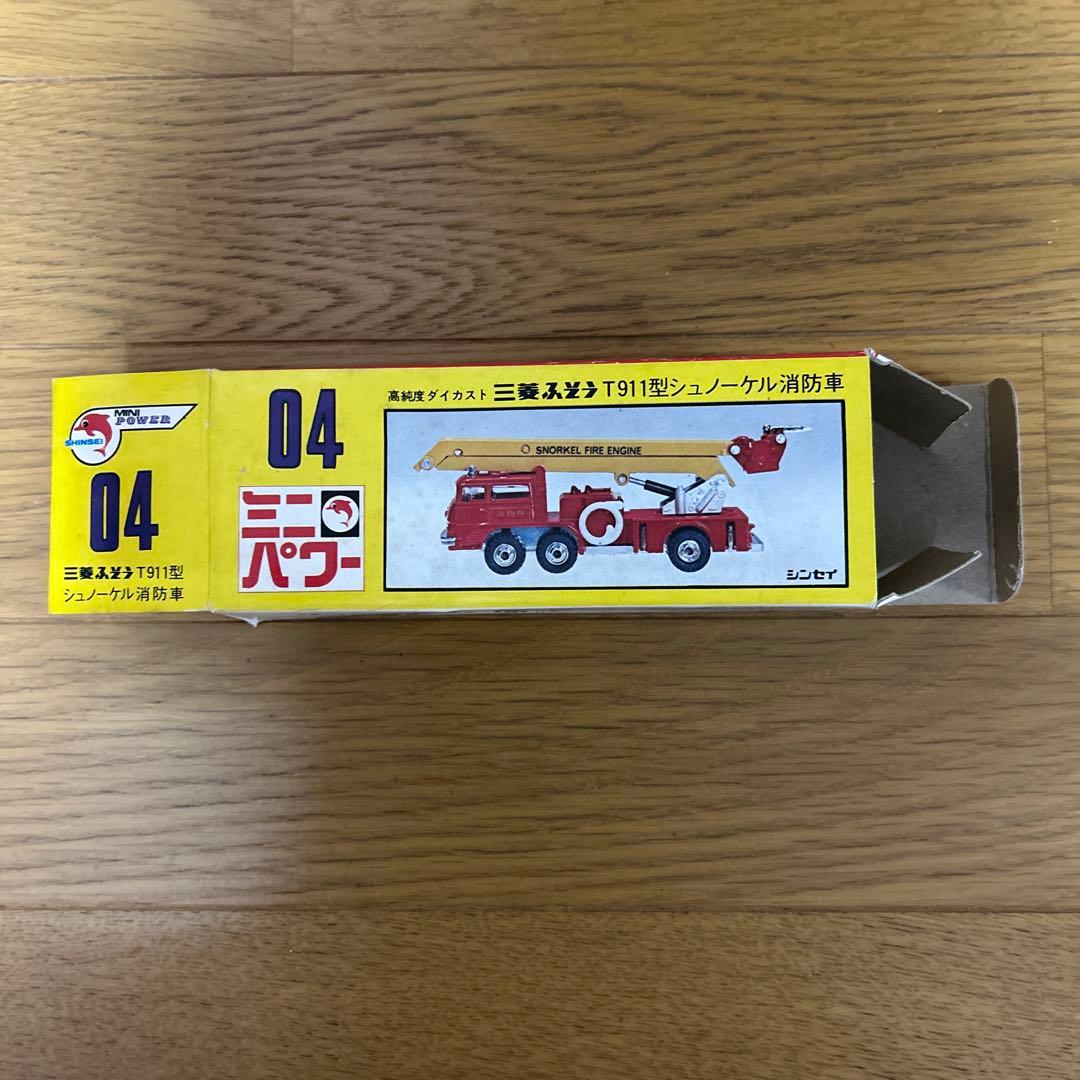 MINI
POWER
SHINSEI
04
三菱ふそう T911型
シュノーケル消防車
04
ミニ
パワー
高純度ダイカスト 三菱ふそう T911型シュノーケル消防車
SNORKEL FIRE ENGINE
シンセイ